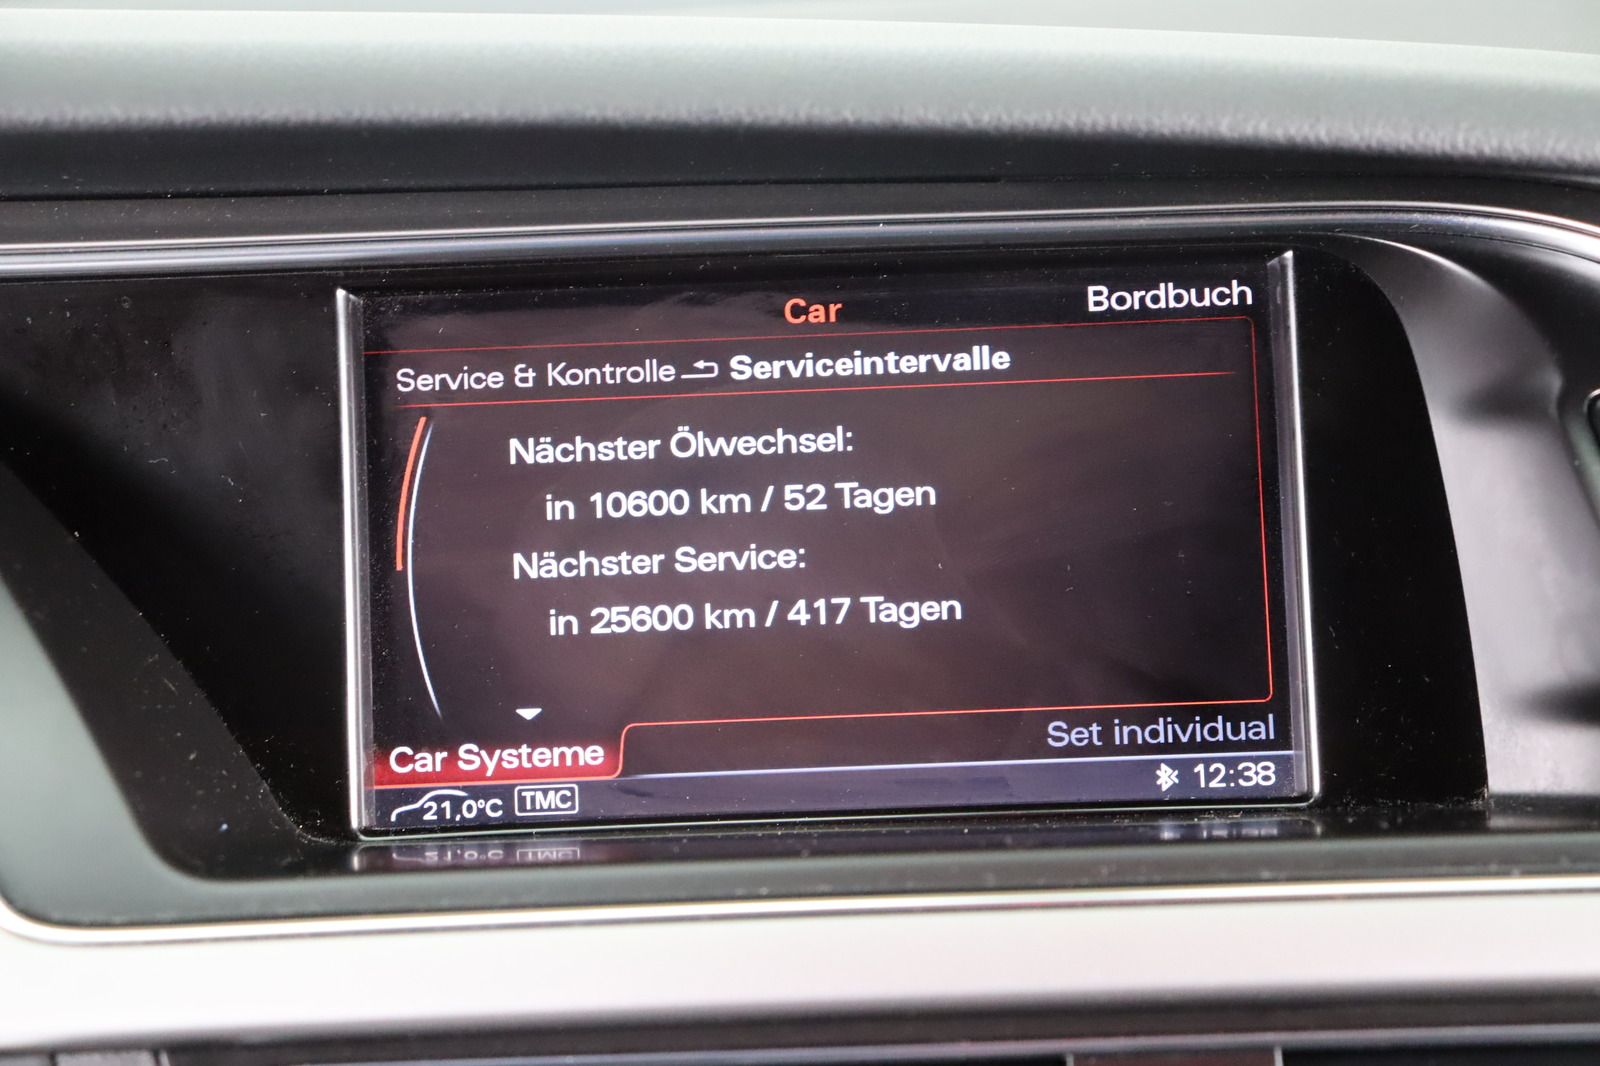 Car
Bordbuch
Service & Kontrolle Serviceintervalle
Nächster Ölwechsel:
in 10600 km / 52 Tagen
Nächster Service:
in 25600 km / 417 Tagen
Car Systeme
Set individual
21,0°C TMC
12:38